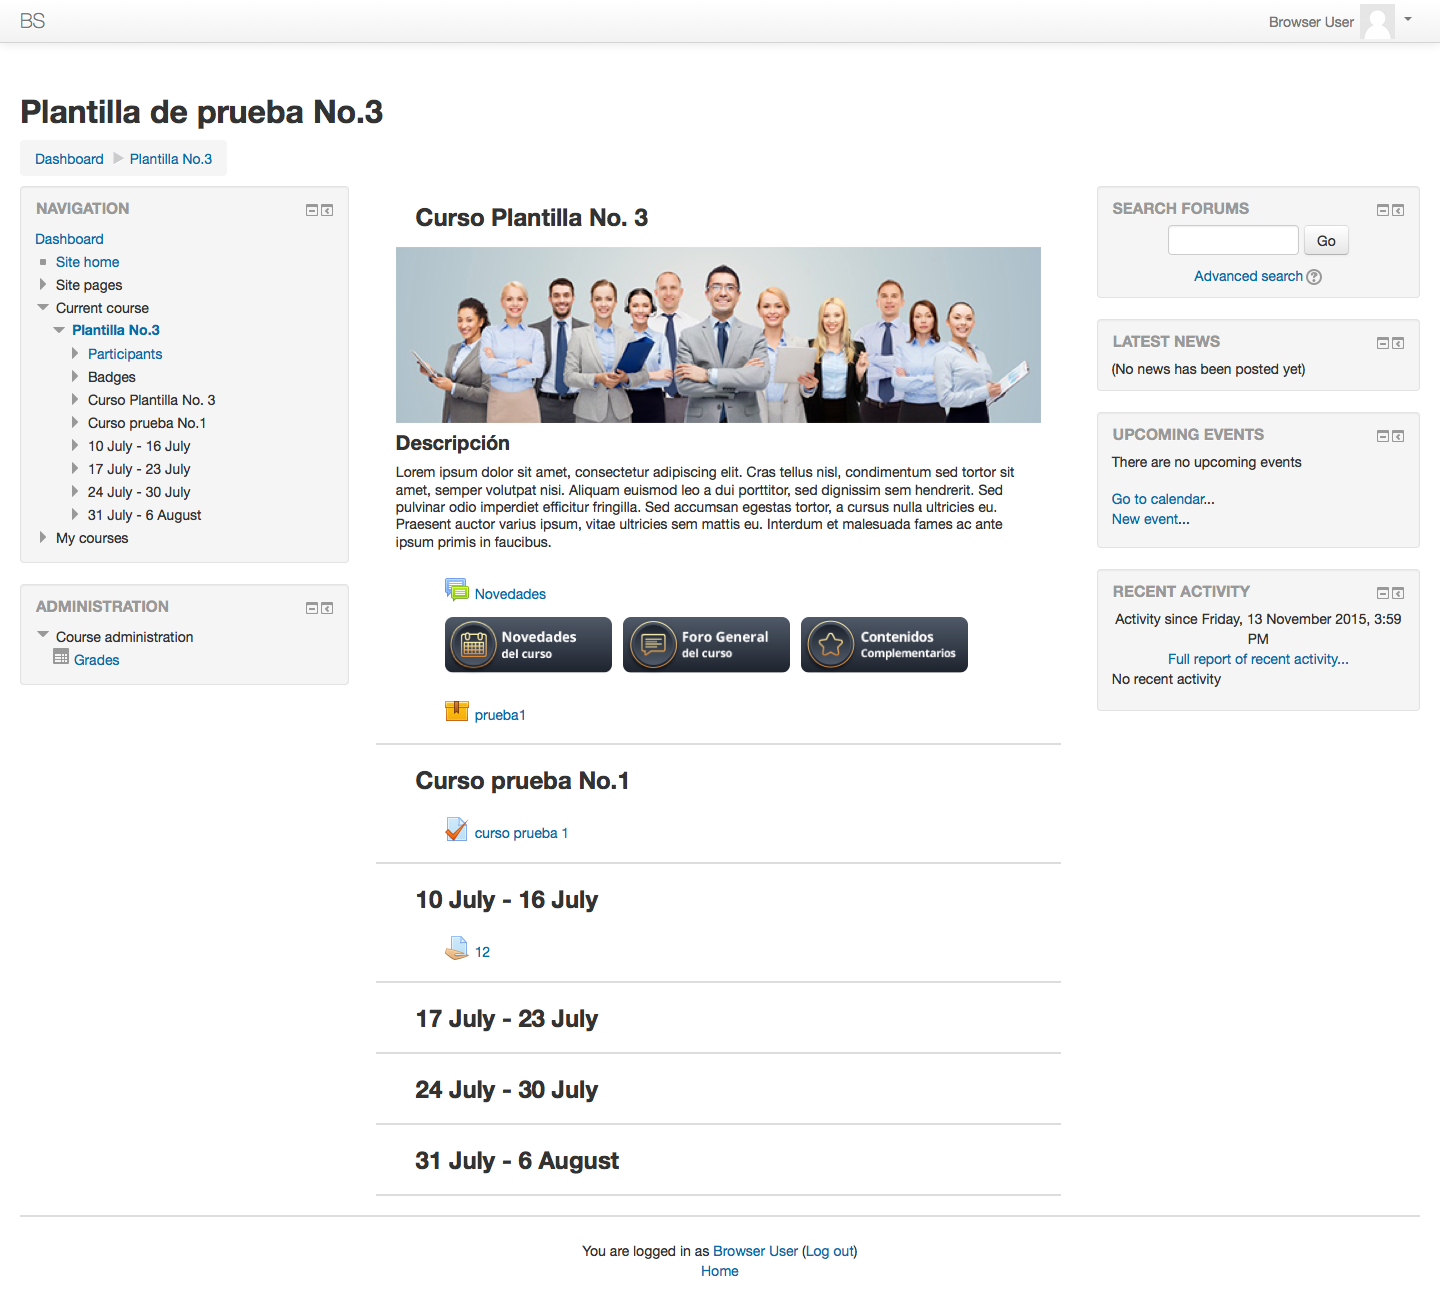 BS
Browser User
Plantilla de prueba No.3
Dashboard Plantilla No.3
NAVIGATION
Dashboard
Site home
Site pages
Current course
Plantilla No.3
Participants
Badges
Curso Plantilla No. 3
Curso prueba No.1
10 July - 16 July
17 July - 23 July
24 July - 30 July
31 July - 6 August
My courses
ADMINISTRATION
Course administration
Grades
Curso Plantilla No. 3
Descripción
Lorem ipsum dolor sit amet, consectetur adipiscing elit. Cras tellus nisl, condimentum sed tortor sit
amet, semper volutpat nisi. Aliquam euismod leo a dui porttitor, sed dignissim sem hendrerit. Sed
pulvinar odio imperdiet efficitur fringilla. Sed accumsan egestas tortor, a cursus nulla ultricies eu.
Praesent auctor varius ipsum, vitae ultricies sem mattis eu. Interdum et malesuada fames ac ante
ipsum primis in faucibus.
Novedades
Novedades
del curso
Foro General
del curso
Contenidos
Complementarios
prueba1
Curso prueba No.1
curso prueba 1
10 July - 16 July
12
17 July - 23 July
24 July - 30 July
31 July - 6 August
SEARCH FORUMS
Go
Advanced search
LATEST NEWS
(No news has been posted yet)
UPCOMING EVENTS
There are no upcoming events
Go to calendar...
New event...
RECENT ACTIVITY
Activity since Friday, 13 November 2015, 3:59
PM
Full report of recent activity...
No recent activity
You are logged in as Browser User (Log out)
Home